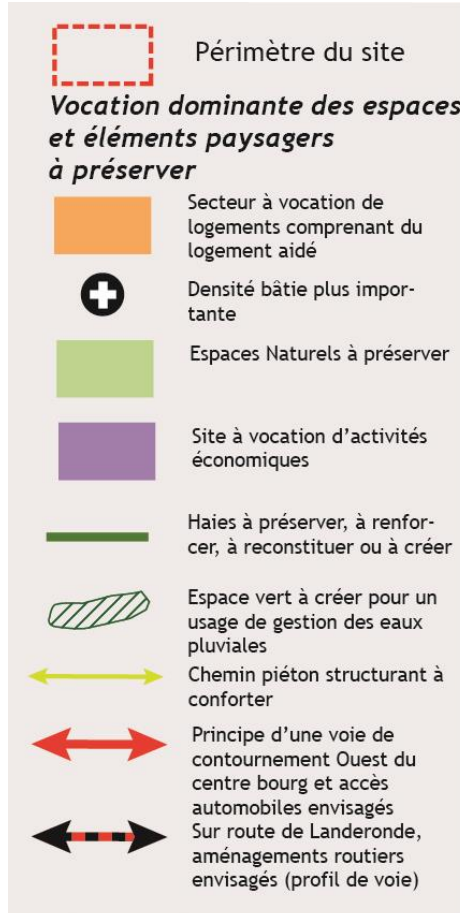 Périmètre du site
Vocation dominante des espaces
et éléments paysagers
à préserver
Secteur à vocation de
logements comprenant du
logement aidé
Densité bâtie plus impor-
tante
Espaces Naturels à préserver
Site à vocation d'activités
économiques
Haies à préserver, à renfor-
cer, à reconstituer ou à créer
Espace vert à créer pour un
usage de gestion des eaux
pluviales
Chemin piéton structurant à
conforter
Principe d'une voie de
contournement Ouest du
centre bourg et accès
automobiles envisagés
Sur route de Landeronde,
aménagements routiers
envisagés (profil de voie)